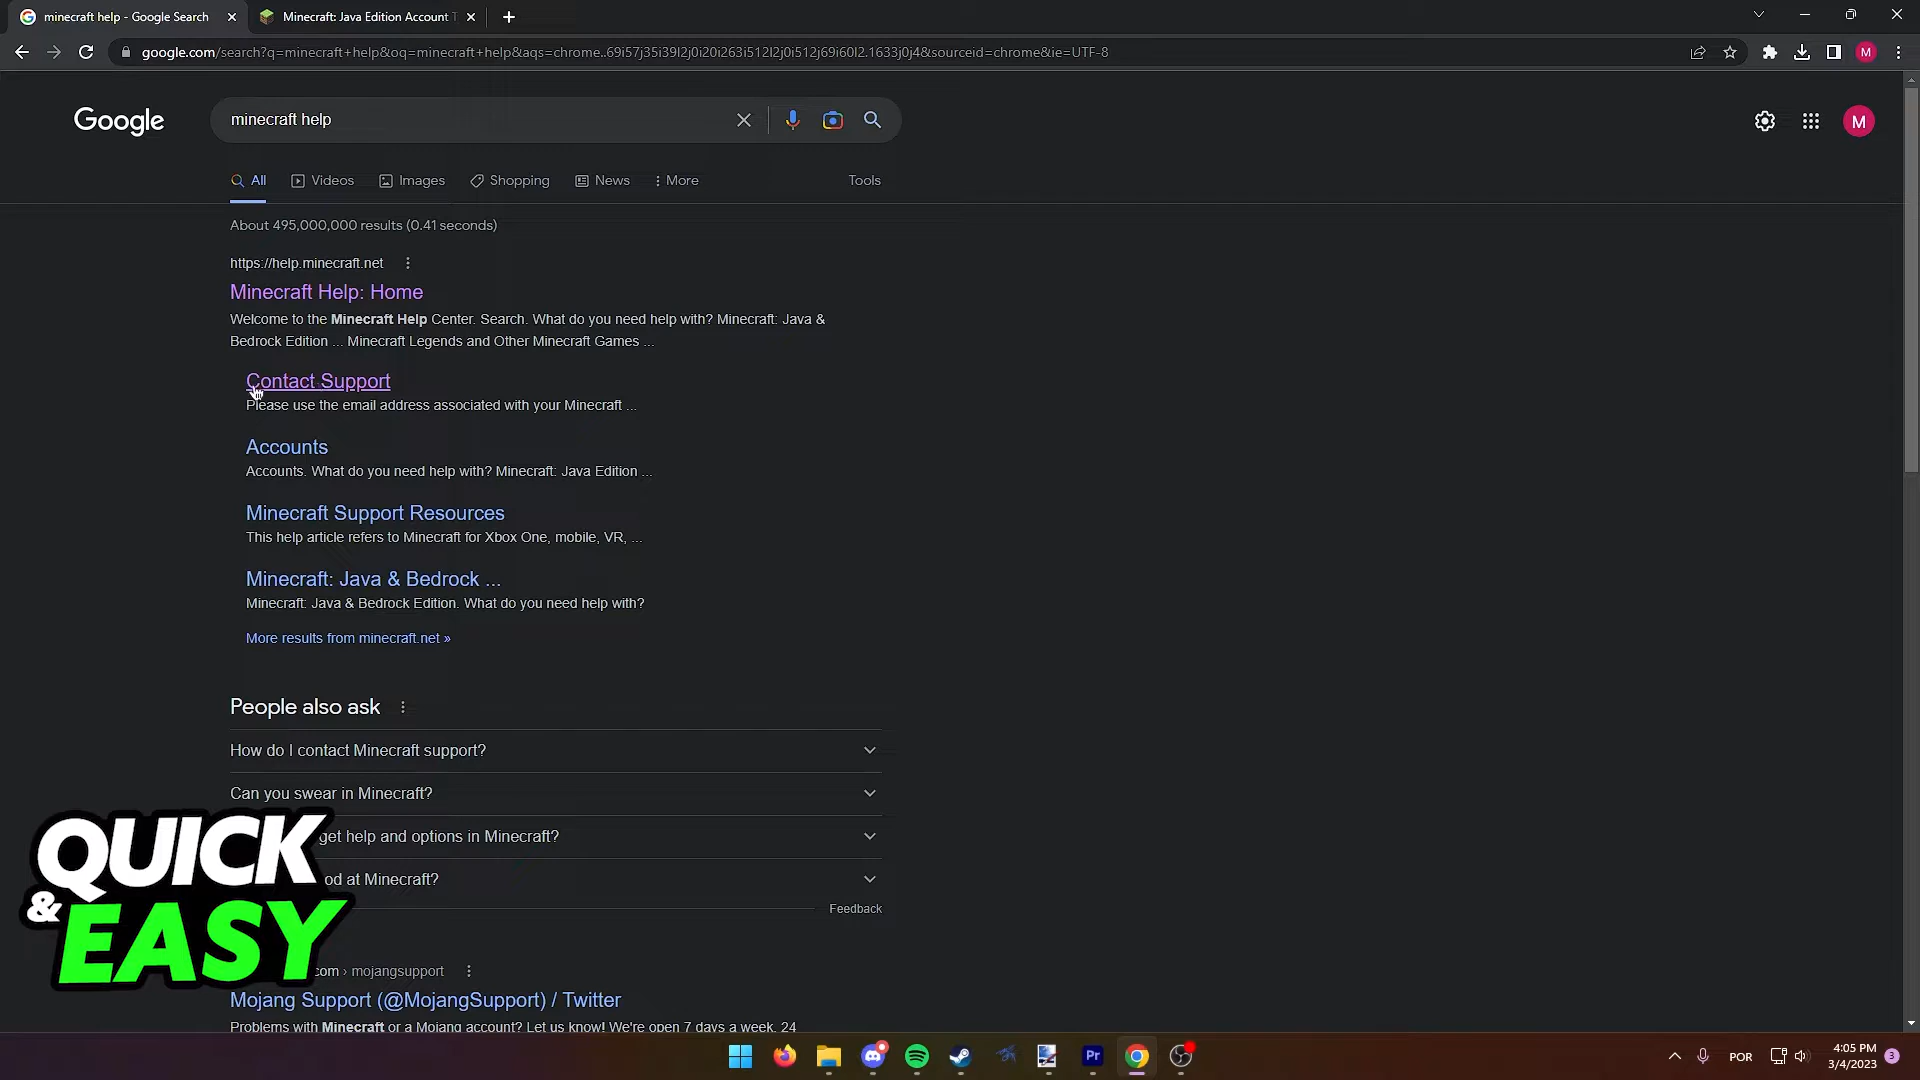 minecraft help - Google Search
Minecraft: Java Edition Account T
google.com/search?q=minecraft+help&oq=minecraft+help&aqs=chrome..69i57j35i39l2j0i20i263i512l2j0i512j69i60l2.1633j0j4&sourceid=chrome&ie=UTF-8
M
Google
minecraft help
M
All
Videos
Images
Shopping
News
More
Tools
About 495,000,000 results (0.41 seconds)
https://help.minecraft.net
Minecraft Help: Home
Welcome to the Minecraft Help Center. Search. What do you need help with? Minecraft: Java &
Bedrock Edition ... Minecraft Legends and Other Minecraft Games ...
Contact Support
Please use the email address associated with your Minecraft ...
Accounts
Accounts. What do you need help with? Minecraft: Java Edition ...
Minecraft Support Resources
This help article refers to Minecraft for Xbox One, mobile, VR, ...
Minecraft: Java & Bedrock ...
Minecraft: Java & Bedrock Edition. What do you need help with?
More results from minecraft.net »
People also ask
How do I contact Minecraft support?
Can you swear in Minecraft?
get help and options in Minecraft?
od at Minecraft?
Feedback
QUICK
& EASY
com › mojangsupport
Mojang Support (@MojangSupport) / Twitter
Problems with Minecraft or a Mojang account? Let us know! We're open 7 days a week, 24
Pr
POR
4:05 PM
3/4/2023
3